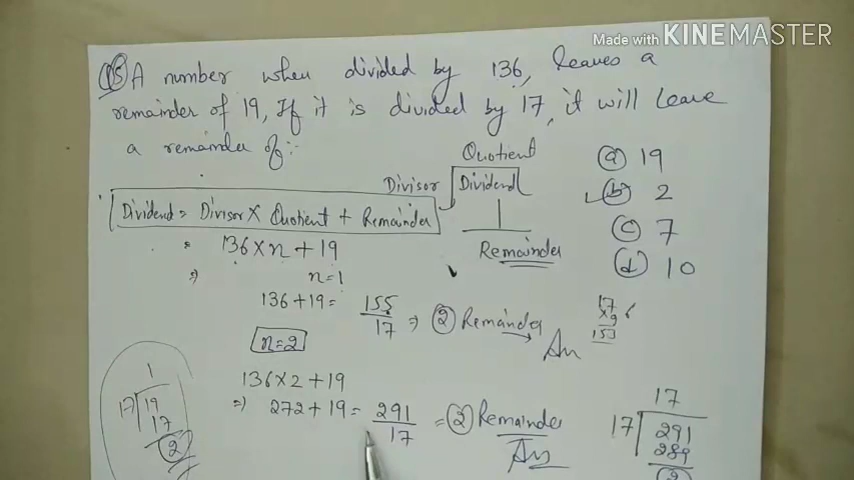 Made with KINEMASTER
Q5 A number when divided by 136, leaves a
remainder of 19, If it is divided by 17, it will leave
a remainder of :-
Quotient
Divisor Dividend
Remainder
a 19
b 2
c 7
d 10
Dividend = Divisor X Quotient + Remainder
= 136 X n + 19
⇒ n=1
136+19= 155/17 ⇒ 2 Remainder
Ans
17
X9
153
n=2
136X2+19
⇒ 272+19= 291/17 = 2 Remainder
Ans
1
17 19
17
2
17
17 291
289
2